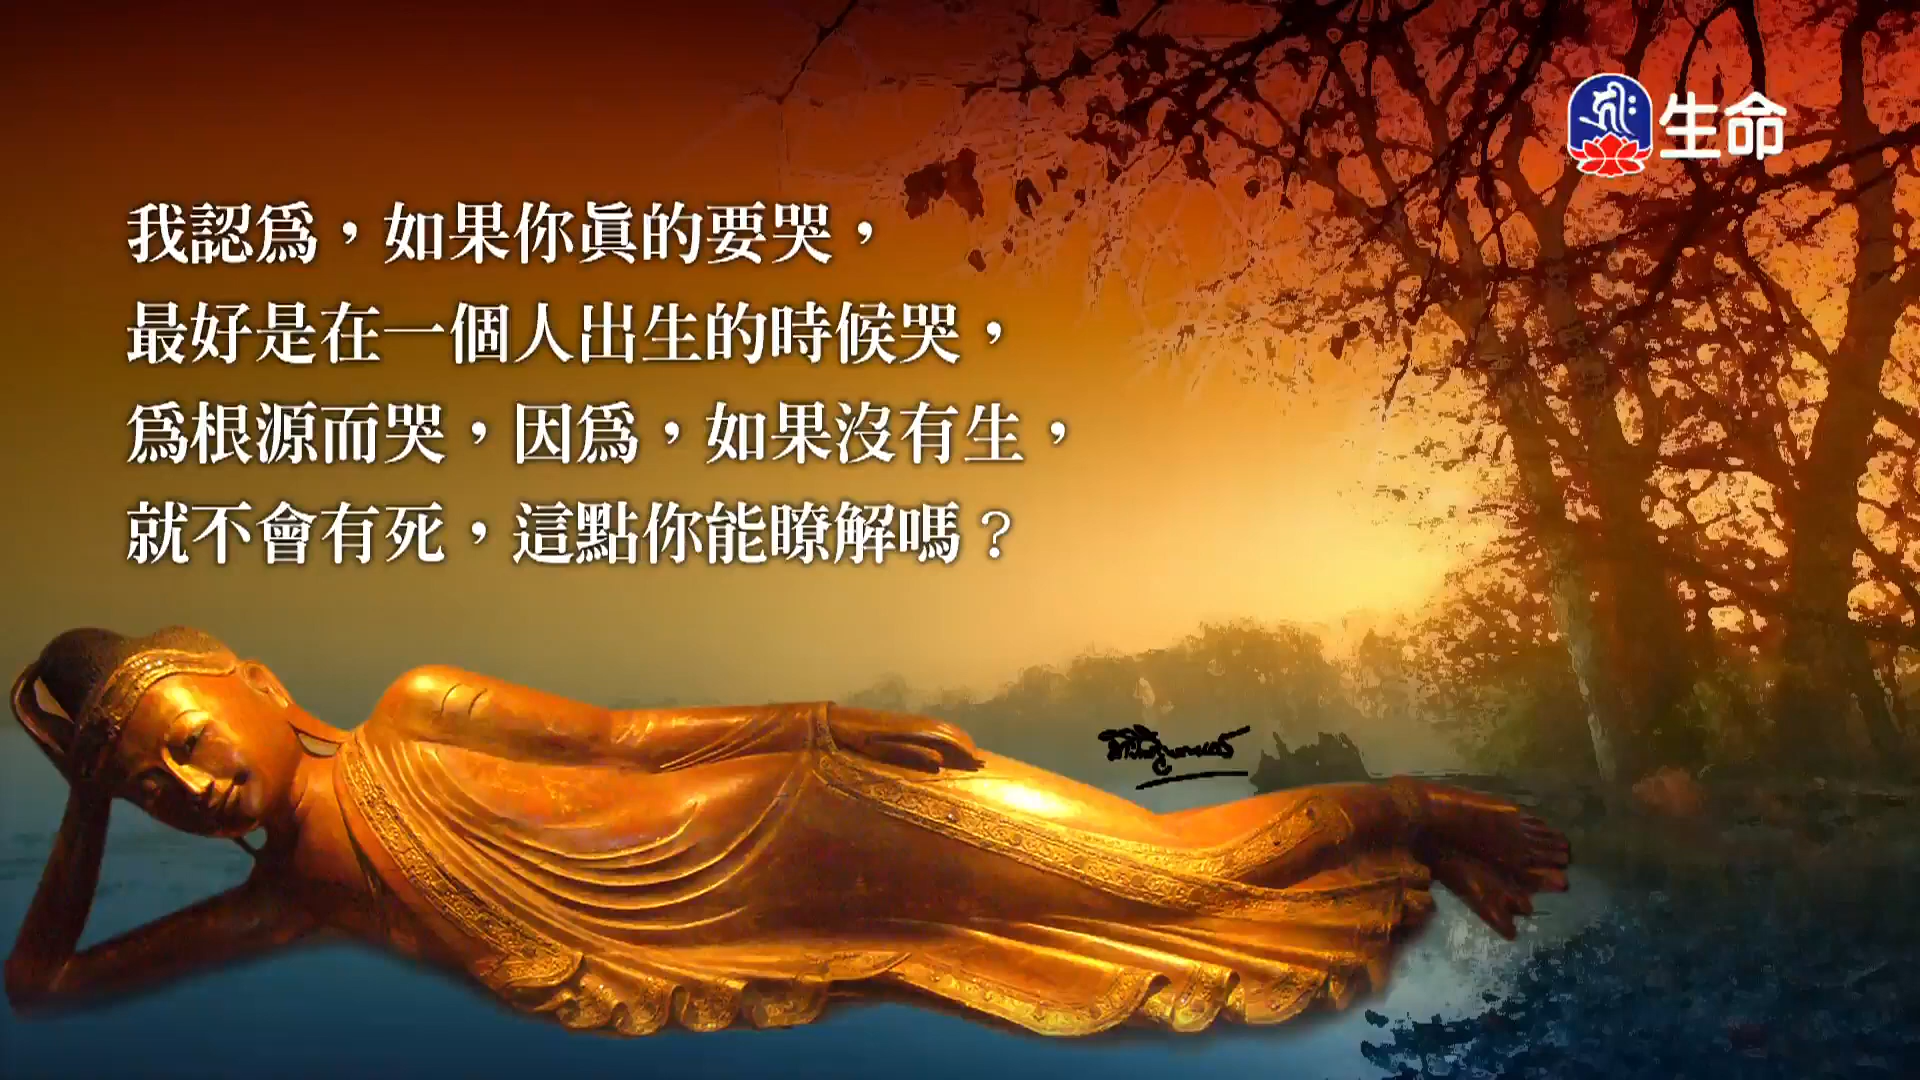 生命
我認爲，如果你眞的要哭，
最好是在一個人出生的時候哭，
爲根源而哭，因爲，如果沒有生，
就不會有死，這點你能瞭解嗎？